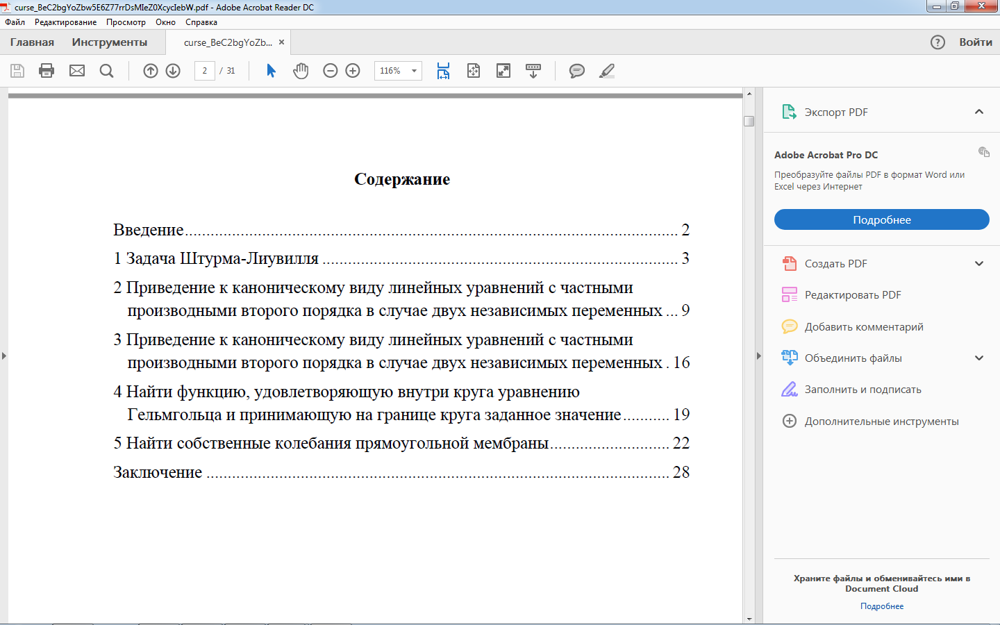 curse_BeC2bgYoZbw5E6Z77rrDsMIeZ0XcycIebW.pdf - Adobe Acrobat Reader DC
Файл Редактирование Просмотр Окно Справка
Главная Инструменты curse_BeC2bgYoZb... × Войти
2 / 31 116%
Содержание
Введение 2
1 Задача Штурма-Лиувилля 3
2 Приведение к каноническому виду линейных уравнений с частными
производными второго порядка в случае двух независимых переменных ... 9
3 Приведение к каноническому виду линейных уравнений с частными
производными второго порядка в случае двух независимых переменных . 16
4 Найти функцию, удовлетворяющую внутри круга уравнению
Гельмгольца и принимающую на границе круга заданное значение 19
5 Найти собственные колебания прямоугольной мембраны 22
Заключение 28
Экспорт PDF
Adobe Acrobat Pro DC
Преобразуйте файлы PDF в формат Word или
Excel через Интернет
Подробнее
Создать PDF
Редактировать PDF
Добавить комментарий
Объединить файлы
Заполнить и подписать
Дополнительные инструменты
Храните файлы и обменивайтесь ими в
Document Cloud
Подробнее